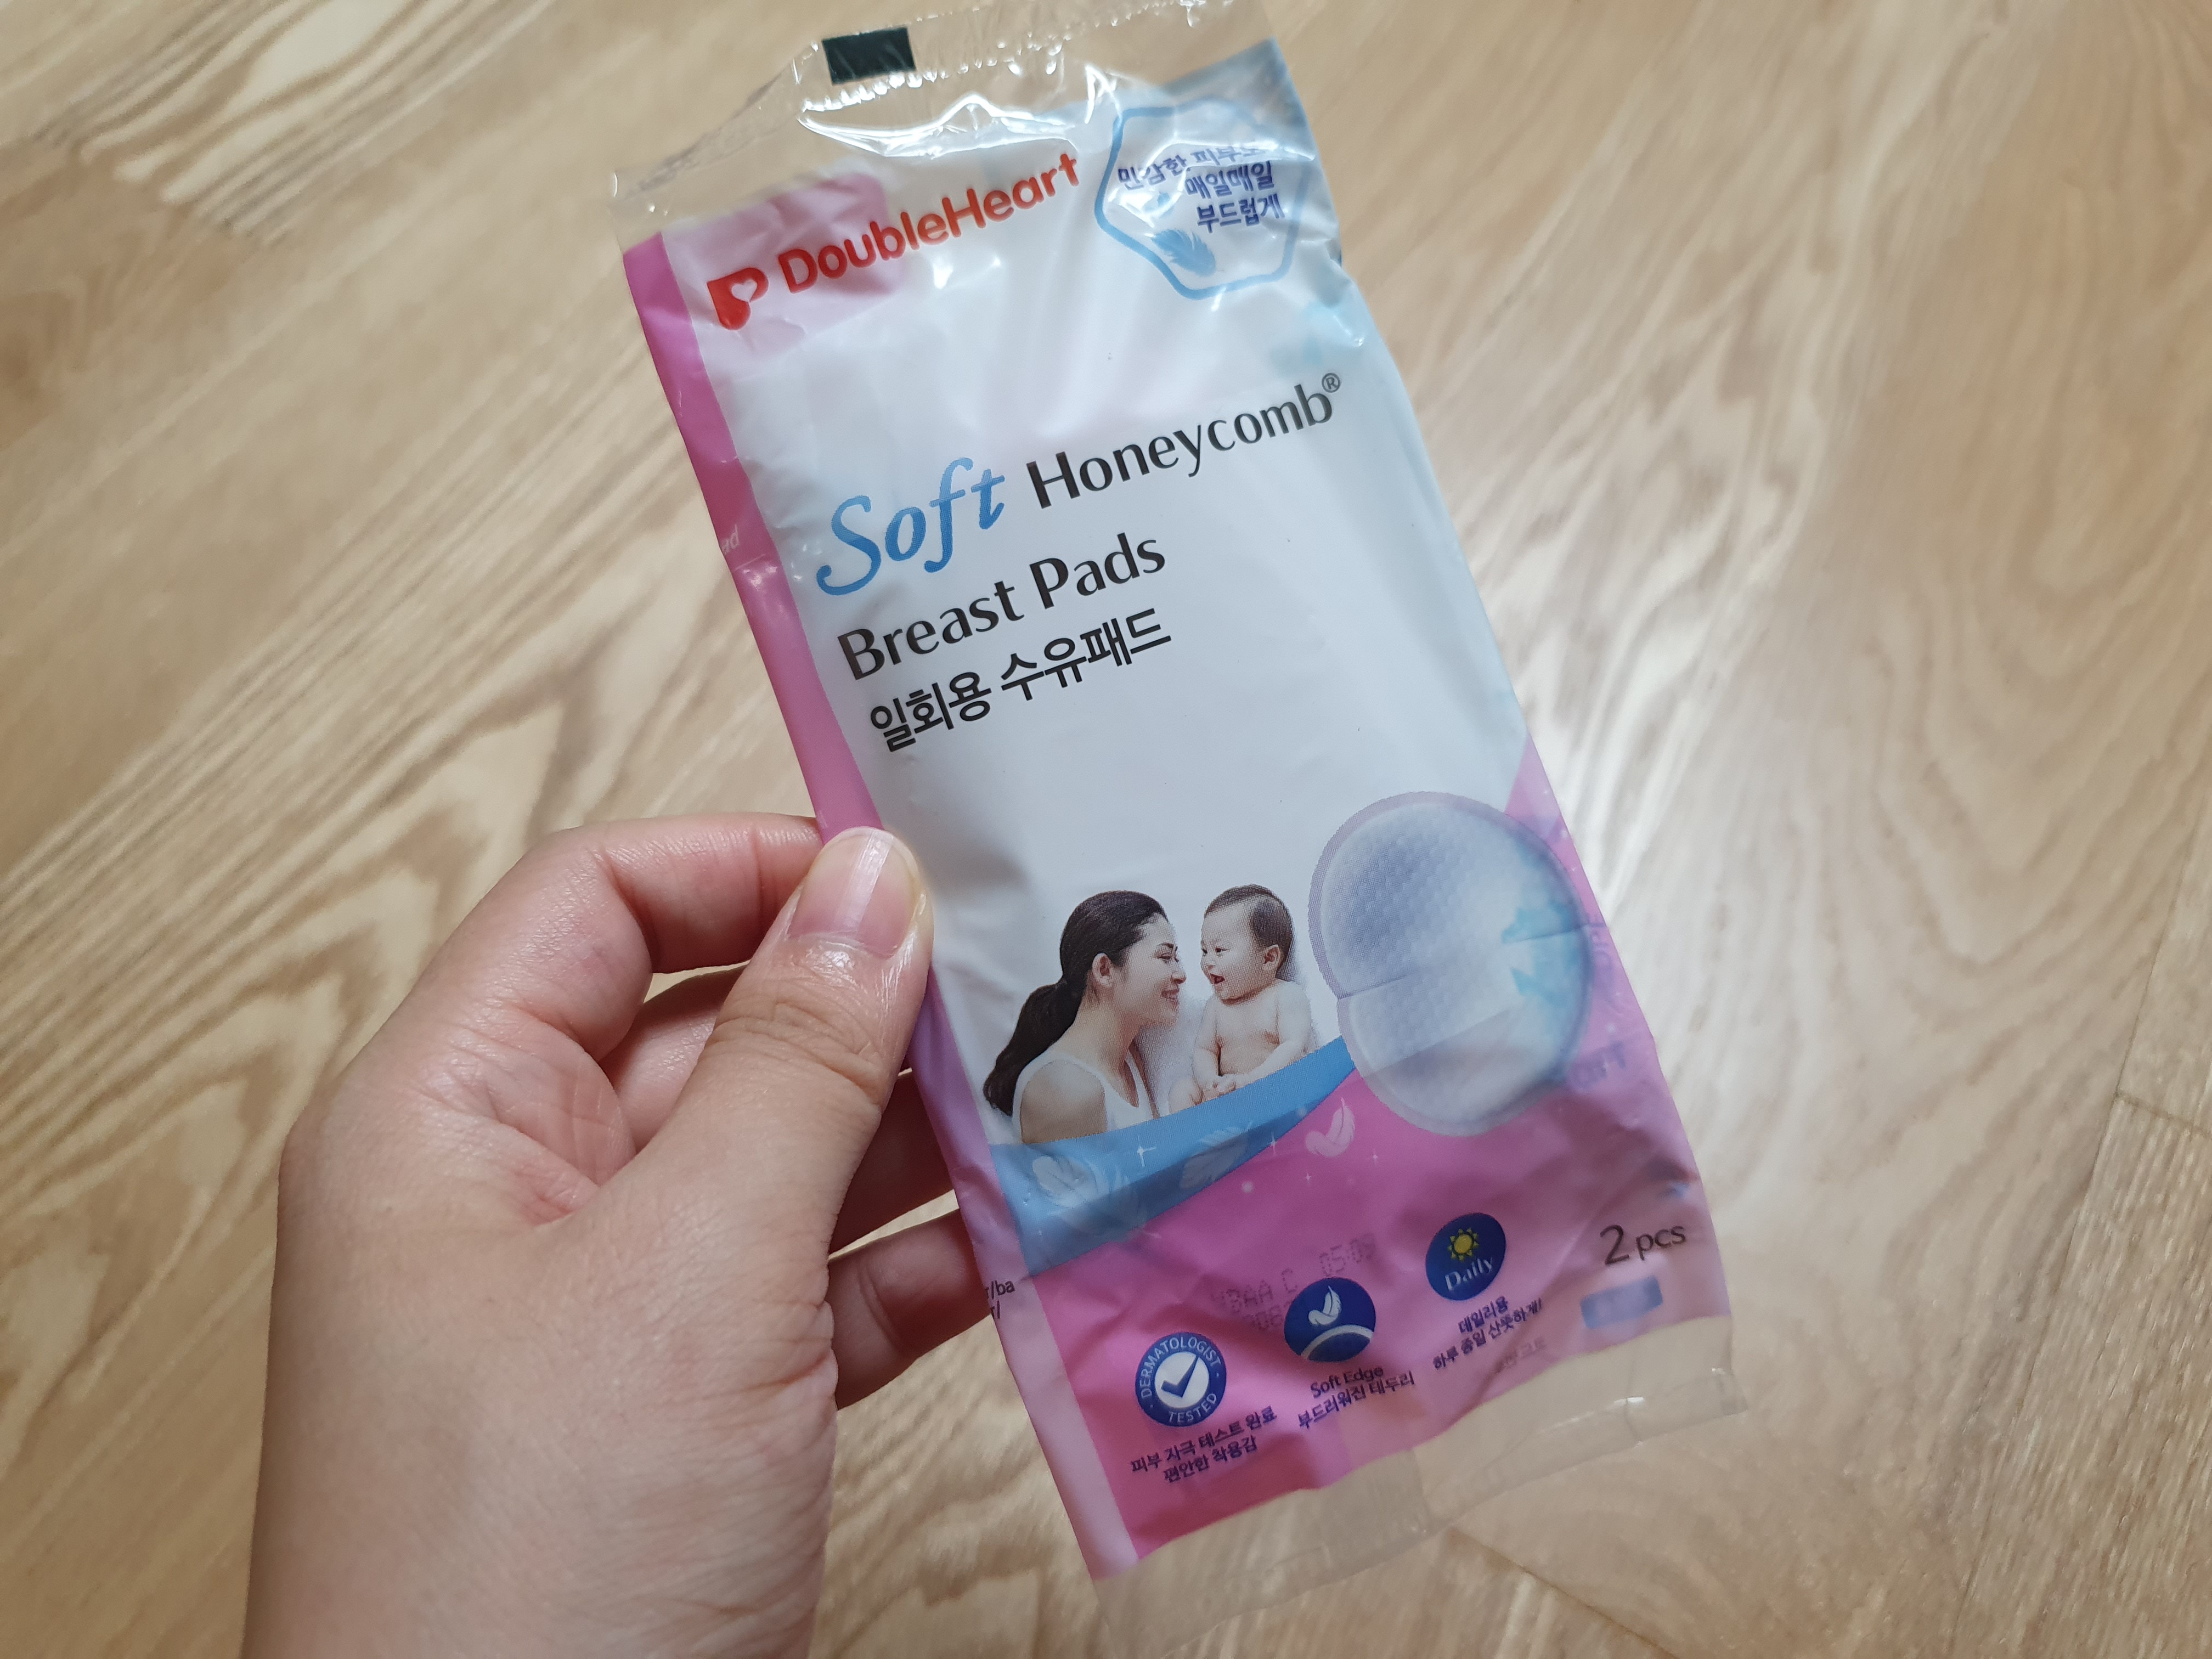 DoubleHeart
민감한 피부도
매일매일
부드럽게
Soft Honeycomb®
Breast Pads
일회용 수유패드
2 pcs
Daily
데일리용
하루 종일 산뜻하게!
Soft Edge
부드러워진 테두리
DERMATOLOGIST
TESTED
피부 자극 테스트 완료
편안한 착용감